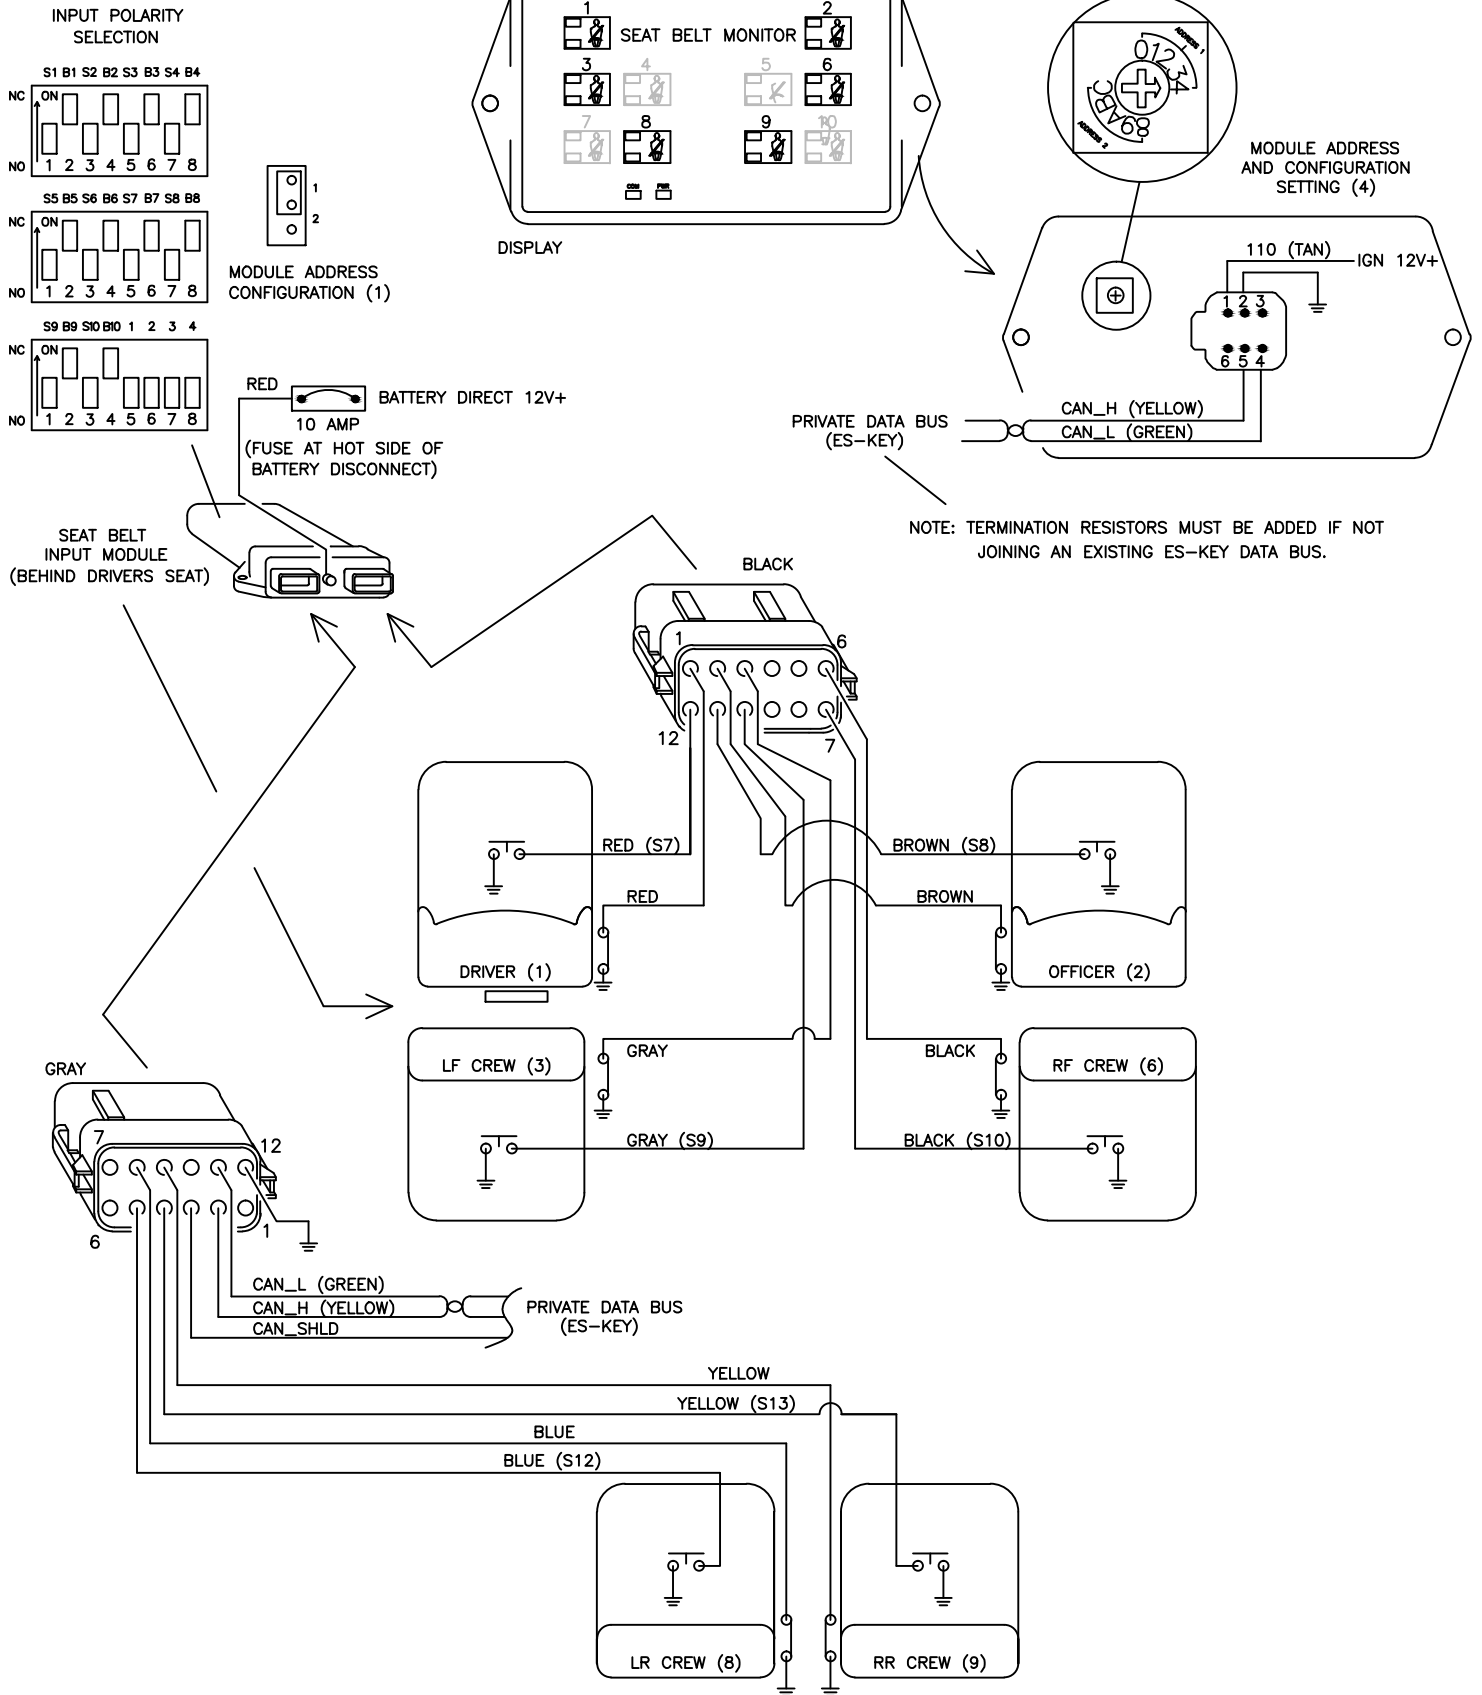 INPUT POLARITY
SELECTION
S1 B1 S2 B2 S3 B3 S4 B4
NC
ON
NO
1 2 3 4 5 6 7 8
S5 B5 S6 B6 S7 B7 S8 B8
NC
ON
NO
1 2 3 4 5 6 7 8
S9 B9 S10 B10 1 2 3 4
NC
ON
NO
1 2 3 4 5 6 7 8
1
2
MODULE ADDRESS
CONFIGURATION (1)
1
SEAT BELT MONITOR
2
3
4
5
6
7
8
9
10
COM
PWR
DISPLAY
ADDRESS 1
01234
89ABC
ADDRESS 2
MODULE ADDRESS
AND CONFIGURATION
SETTING (4)
110 (TAN)
IGN 12V+
1 2 3
6 5 4
CAN_H (YELLOW)
CAN_L (GREEN)
PRIVATE DATA BUS
(ES-KEY)
NOTE: TERMINATION RESISTORS MUST BE ADDED IF NOT
JOINING AN EXISTING ES-KEY DATA BUS.
RED
BATTERY DIRECT 12V+
10 AMP
(FUSE AT HOT SIDE OF
BATTERY DISCONNECT)
SEAT BELT
INPUT MODULE
(BEHIND DRIVERS SEAT)
BLACK
1
6
12
7
RED (S7)
BROWN (S8)
RED
BROWN
DRIVER (1)
OFFICER (2)
GRAY
BLACK
LF CREW (3)
RF CREW (6)
GRAY (S9)
BLACK (S10)
GRAY
7
12
6
1
CAN_L (GREEN)
CAN_H (YELLOW)
CAN_SHLD
PRIVATE DATA BUS
(ES-KEY)
YELLOW
YELLOW (S13)
BLUE
BLUE (S12)
LR CREW (8)
RR CREW (9)